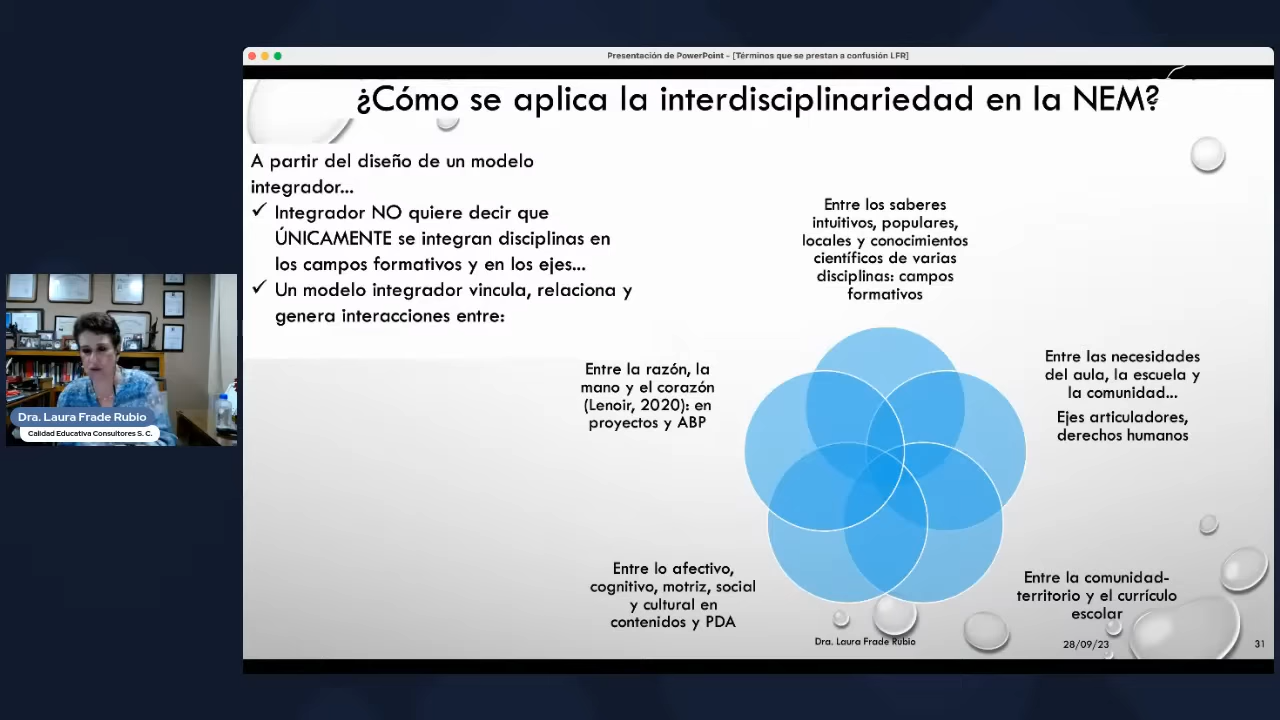 Presentación de PowerPoint - [Términos que se prestan a confusión LFR]
¿Cómo se aplica la interdisciplinariedad en la NEM?
A partir del diseño de un modelo
integrador...
✓ Integrador NO quiere decir que
ÚNICAMENTE se integran disciplinas en
los campos formativos y en los ejes...
✓ Un modelo integrador vincula, relaciona y
genera interacciones entre:
Entre los saberes
intuitivos, populares,
locales y conocimientos
científicos de varias
disciplinas: campos
formativos
Entre las necesidades
del aula, la escuela y
la comunidad...
Ejes articuladores,
derechos humanos
Entre la comunidad-
territorio y el currículo
escolar
Entre lo afectivo,
cognitivo, motriz, social
y cultural en
contenidos y PDA
Entre la razón, la
mano y el corazón
(Lenoir, 2020): en
proyectos y ABP
Dra. Laura Frade Rubio
28/09/23
31
Dra. Laura Frade Rubio
Calidad Educativa Consultores S. C.